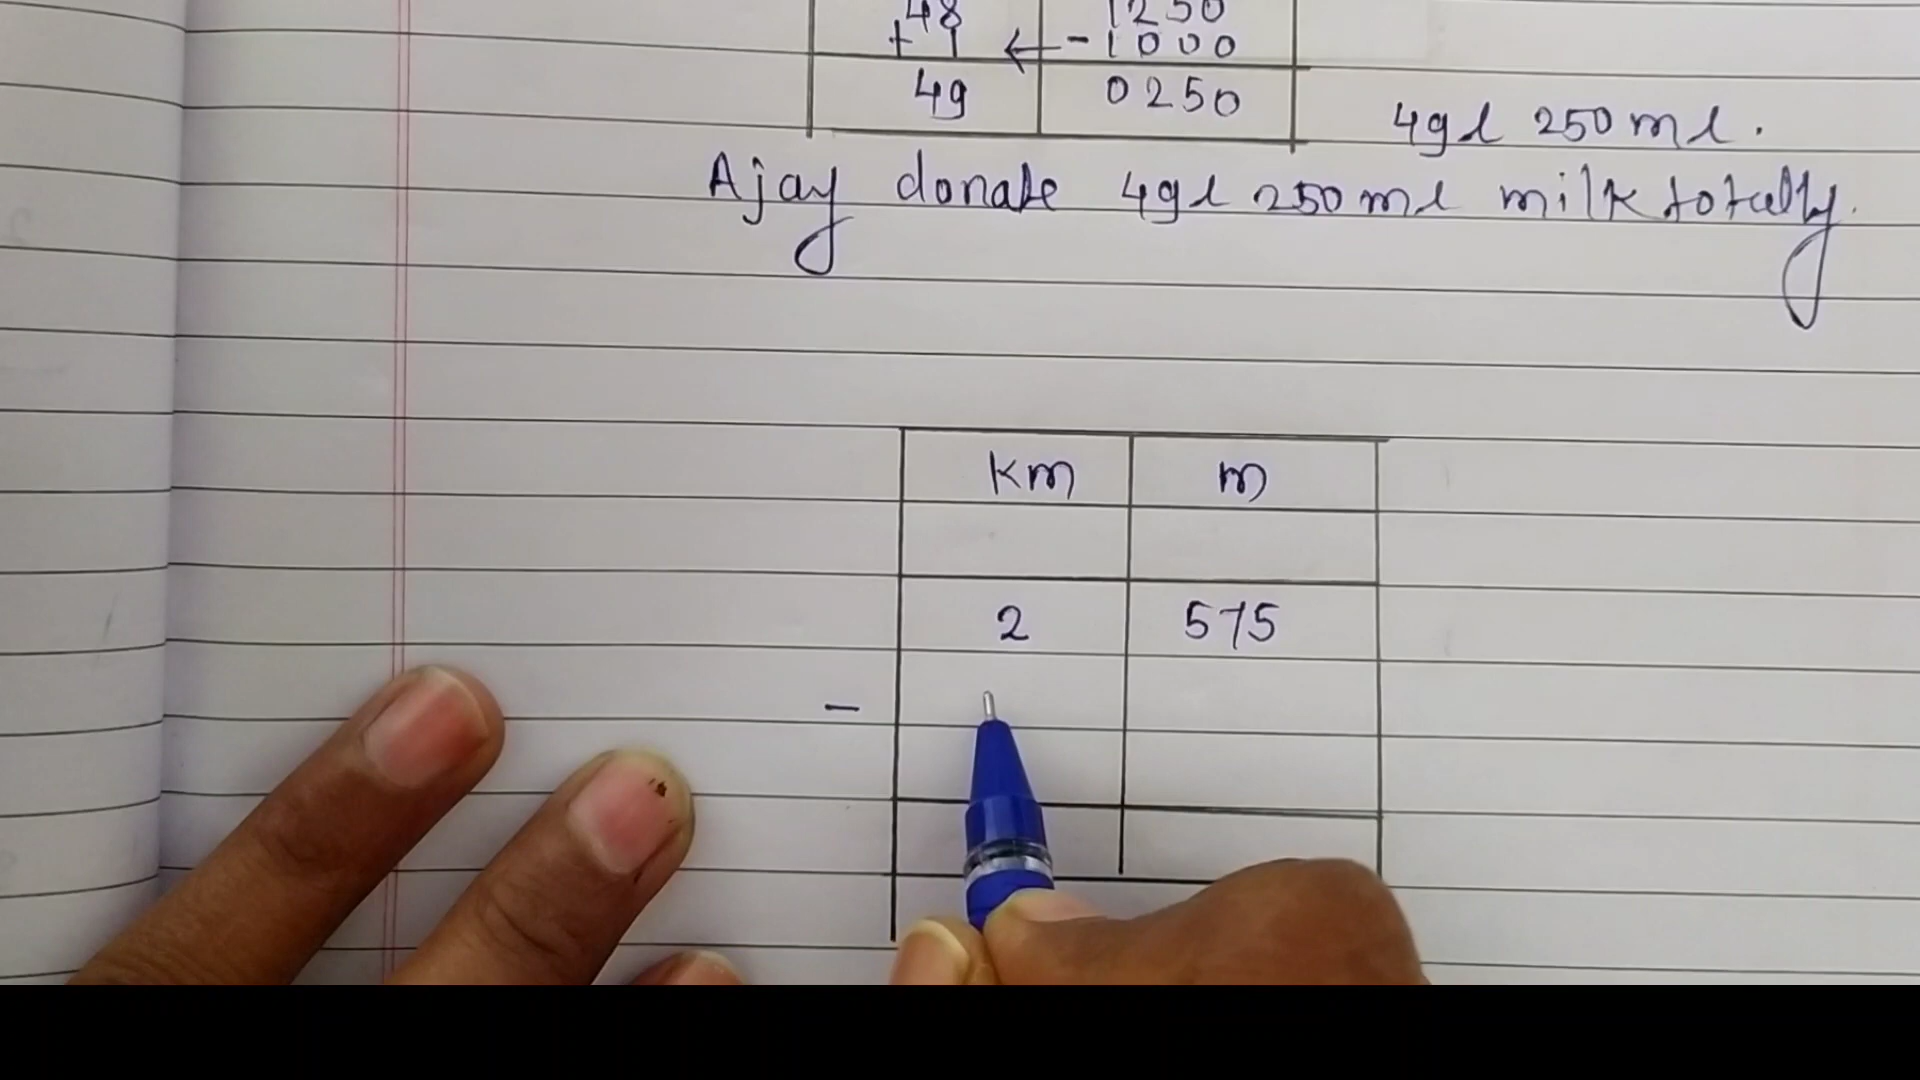 48 1250
+ 1 ← - 1000
49 0250
49l 250ml.
Ajay donate 49l 250ml milk totally.
km m
2 575
-